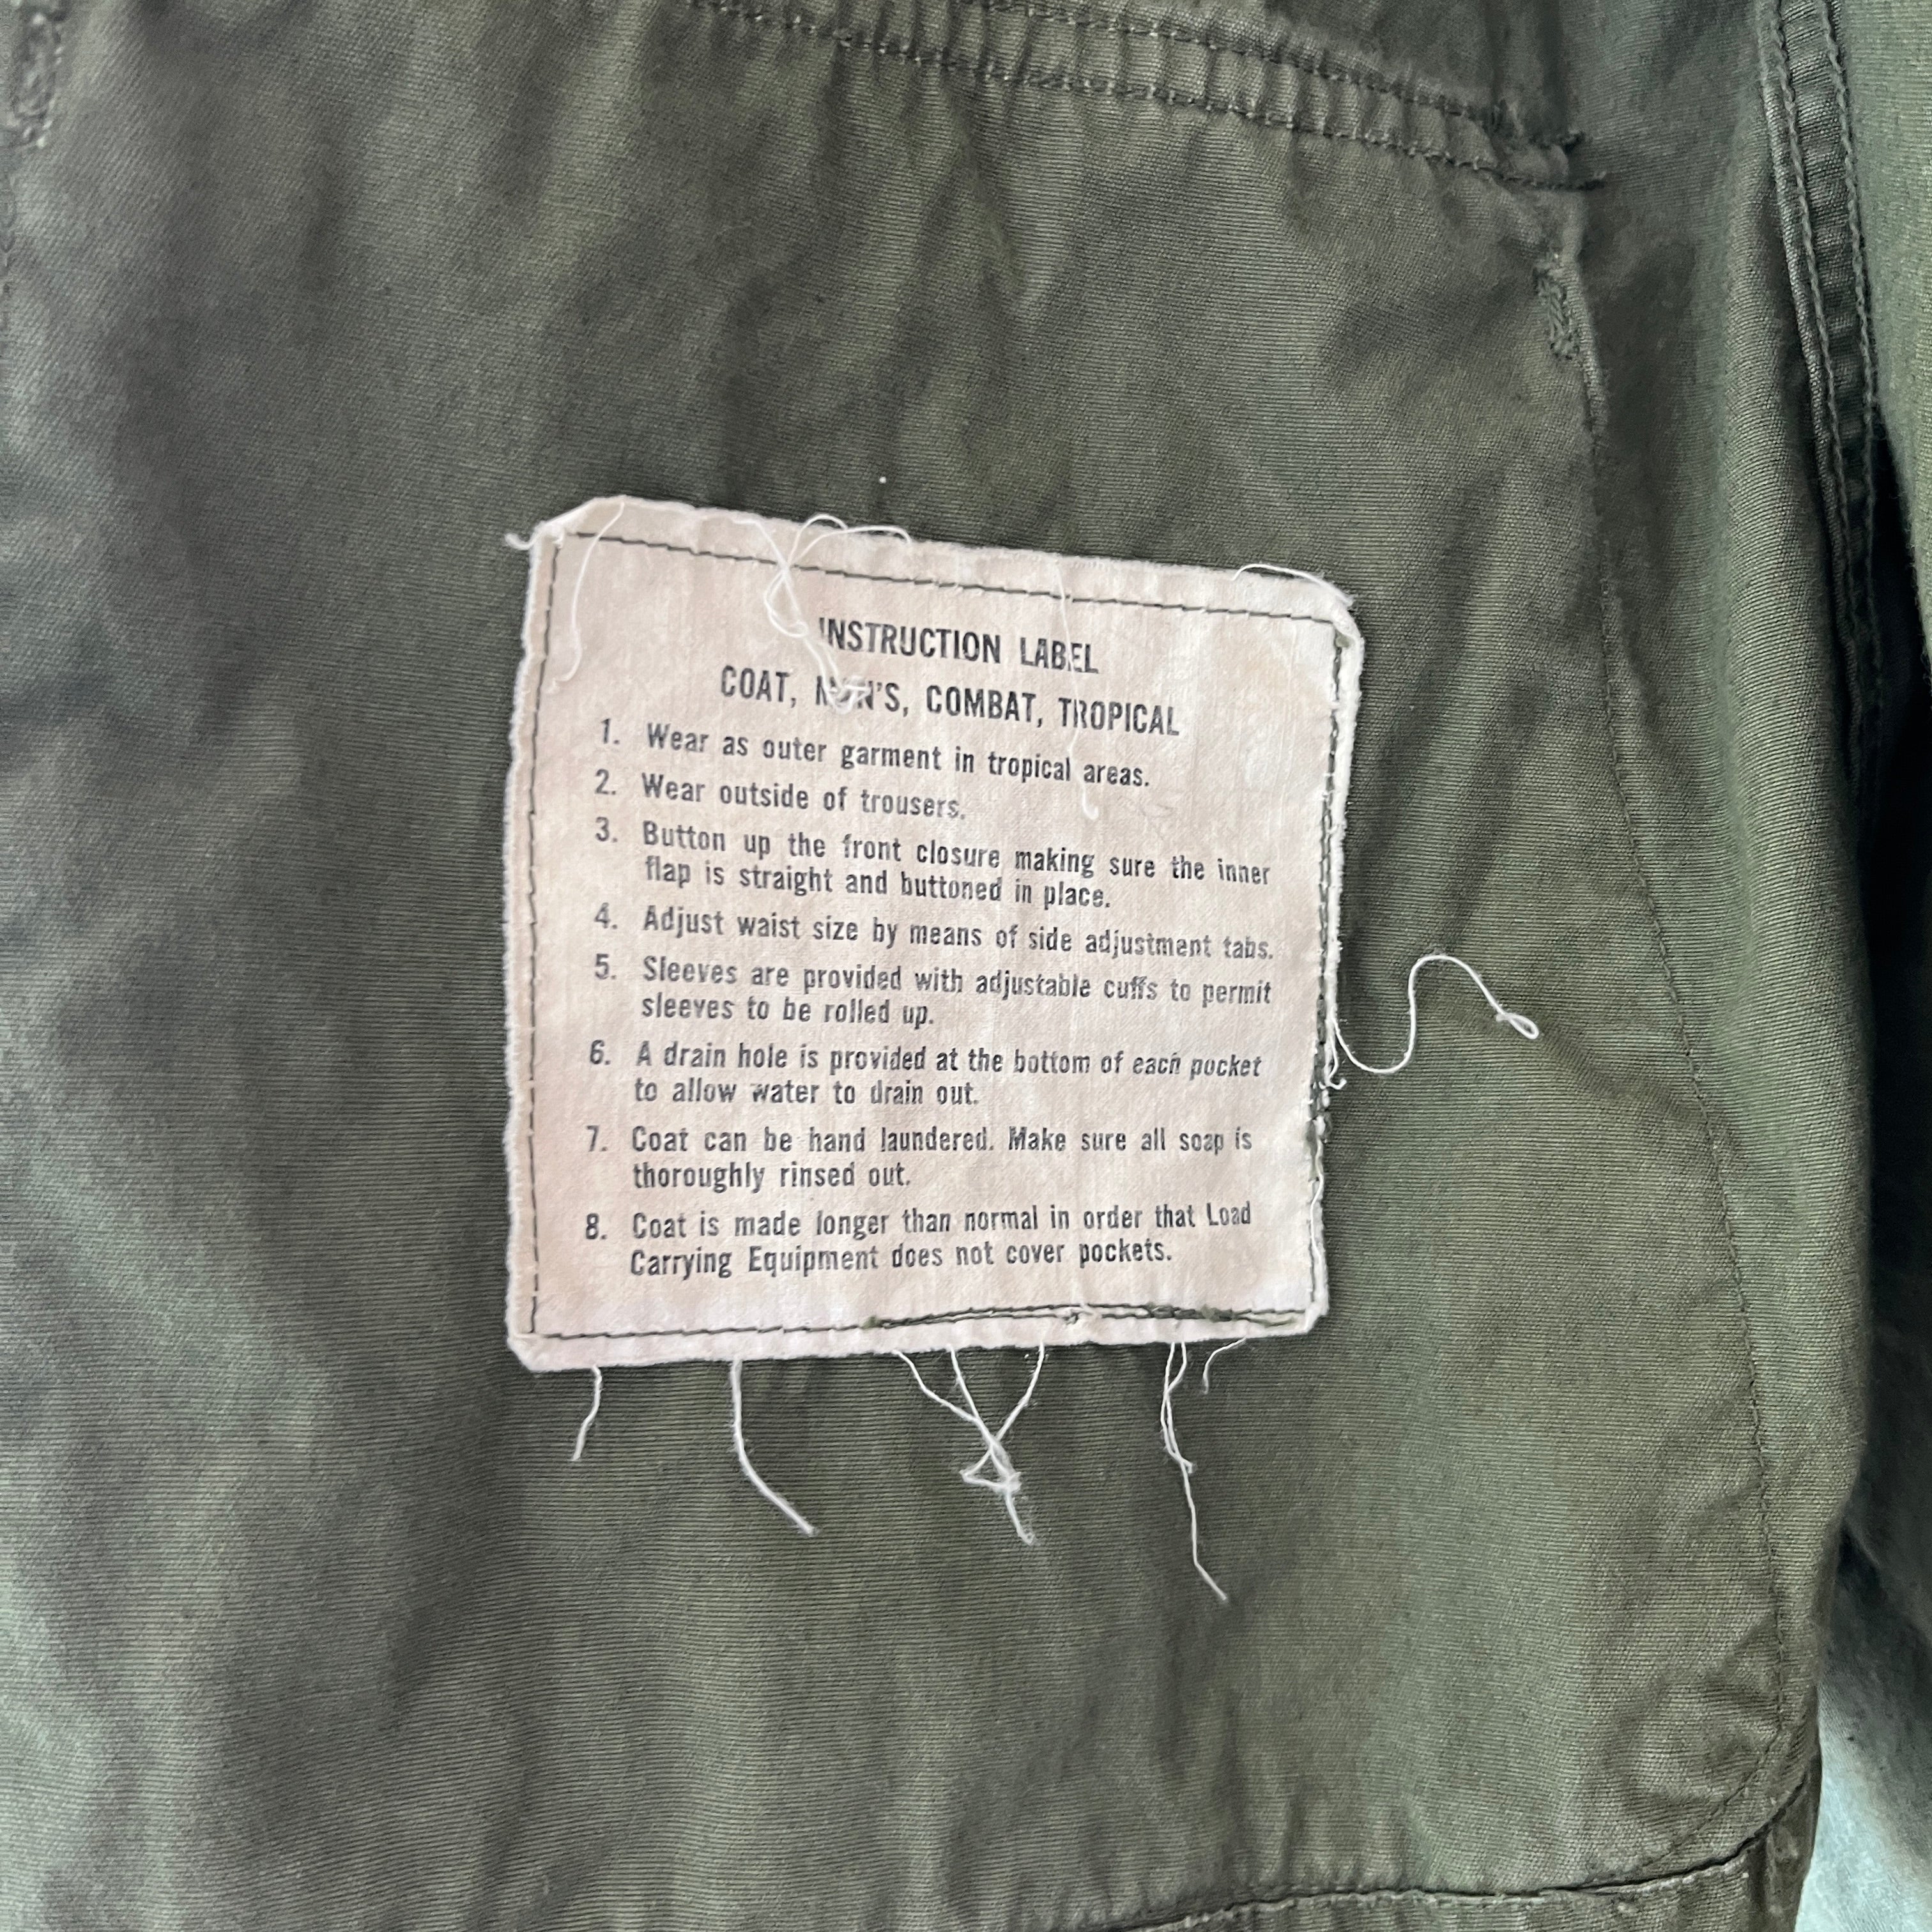 INSTRUCTION LABEL
COAT, MEN'S, COMBAT, TROPICAL
1. Wear as outer garment in tropical areas.
2. Wear outside of trousers.
3. Button up the front closure making sure the inner
flap is straight and buttoned in place.
4. Adjust waist size by means of side adjustment tabs.
5. Sleeves are provided with adjustable cuffs to permit
sleeves to be rolled up.
6. A drain hole is provided at the bottom of each pocket
to allow water to drain out.
7. Coat can be hand laundered. Make sure all soap is
thoroughly rinsed out.
8. Coat is made longer than normal in order that Load
Carrying Equipment does not cover pockets.